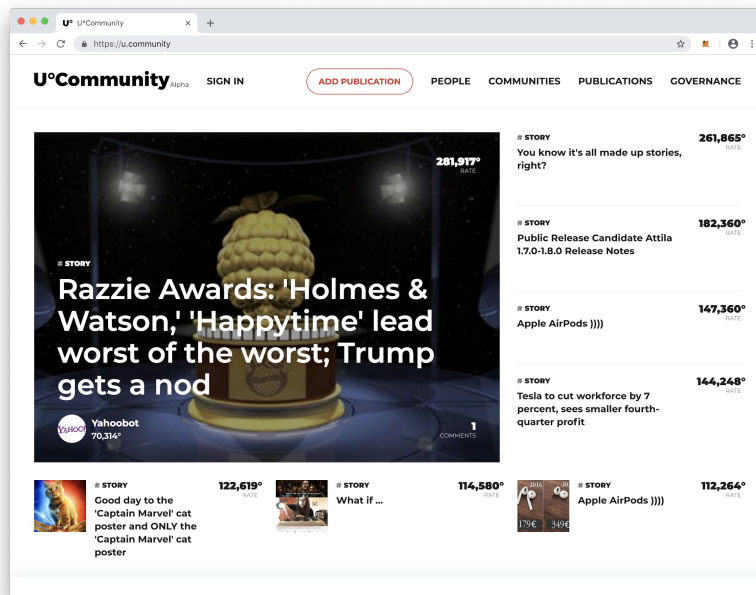 U° U°Community
https://u.community
U°Community Alpha
SIGN IN
ADD PUBLICATION
PEOPLE
COMMUNITIES
PUBLICATIONS
GOVERNANCE
281,917°
RATE
# STORY
Razzie Awards: 'Holmes &
Watson,' 'Happytime' lead
worst of the worst; Trump
gets a nod
YAHOO!
Yahoobot
70,314°
1
COMMENTS
# STORY
261,865°
RATE
You know it's all made up stories,
right?
# STORY
182,360°
RATE
Public Release Candidate Attila
1.7.0-1.8.0 Release Notes
# STORY
147,360°
RATE
Apple AirPods ))))
# STORY
144,248°
RATE
Tesla to cut workforce by 7
percent, sees smaller fourth-
quarter profit
# STORY
122,619°
RATE
Good day to the
'Captain Marvel' cat
poster and ONLY the
'Captain Marvel' cat
poster
# STORY
114,580°
RATE
What if ...
2016
179€
349€
# STORY
112,264°
RATE
Apple AirPods ))))